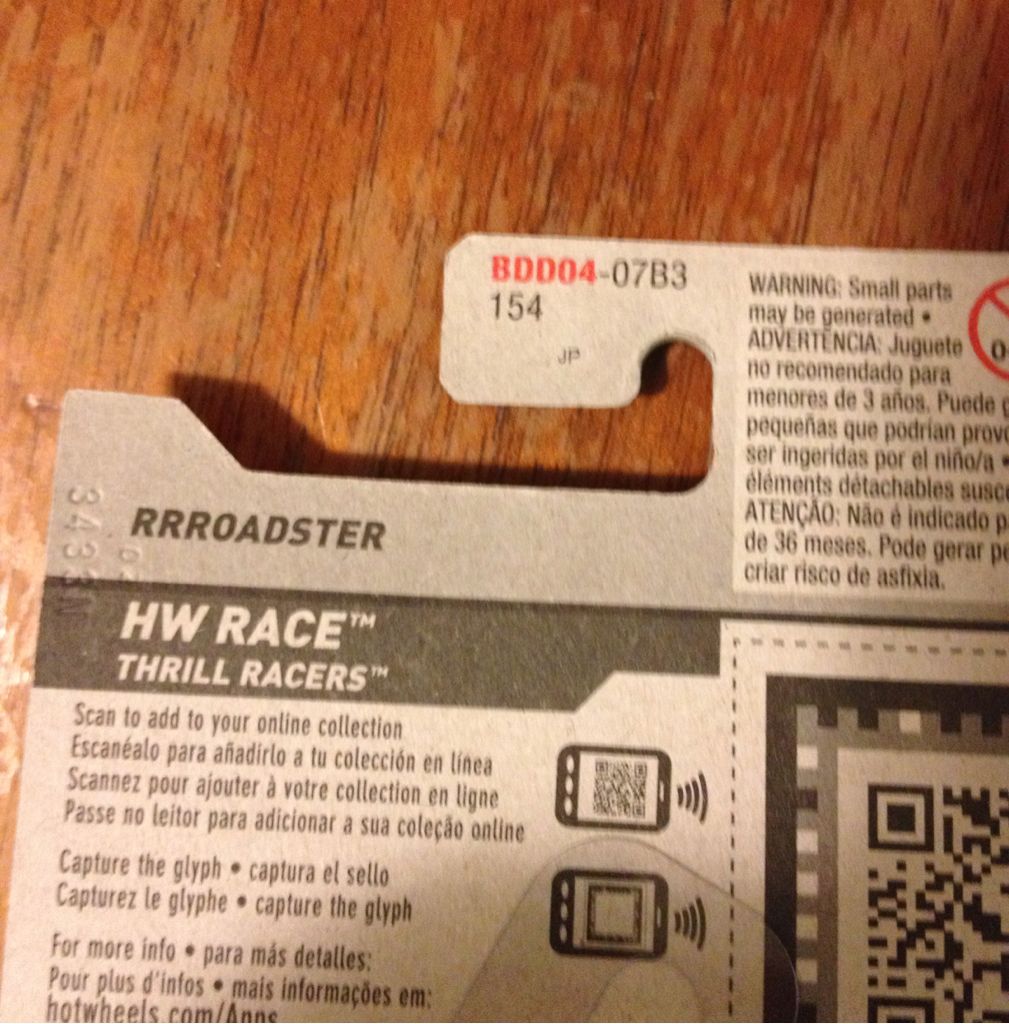 BDD04-07B3
154
JP
WARNING: Small parts
may be generated •
ADVERTENCIA: Juguete
no recomendado para
menores de 3 años. Puede
pequeñas que podrían
ser ingeridas por el niño/a •
éléments détachables
ATENÇÃO: Não é indicado
de 36 meses. Pode gerar
criar risco de asfixia.
3433N
RRROADSTER
HW RACE™
THRILL RACERS™
Scan to add to your online collection
Escanéalo para añadirlo a tu colección en línea
Scannez pour ajouter à votre collection en ligne
Passe no leitor para adicionar a sua coleção online
Capture the glyph • captura el sello
Capturez le glyphe • capture the glyph
For more info • para más detalles:
Pour plus d'infos • mais informações em:
hotwheels.com/Apps